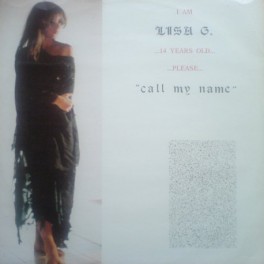 I AM
LISA G.
...14 YEARS OLD...
...PLEASE...
"call my name"